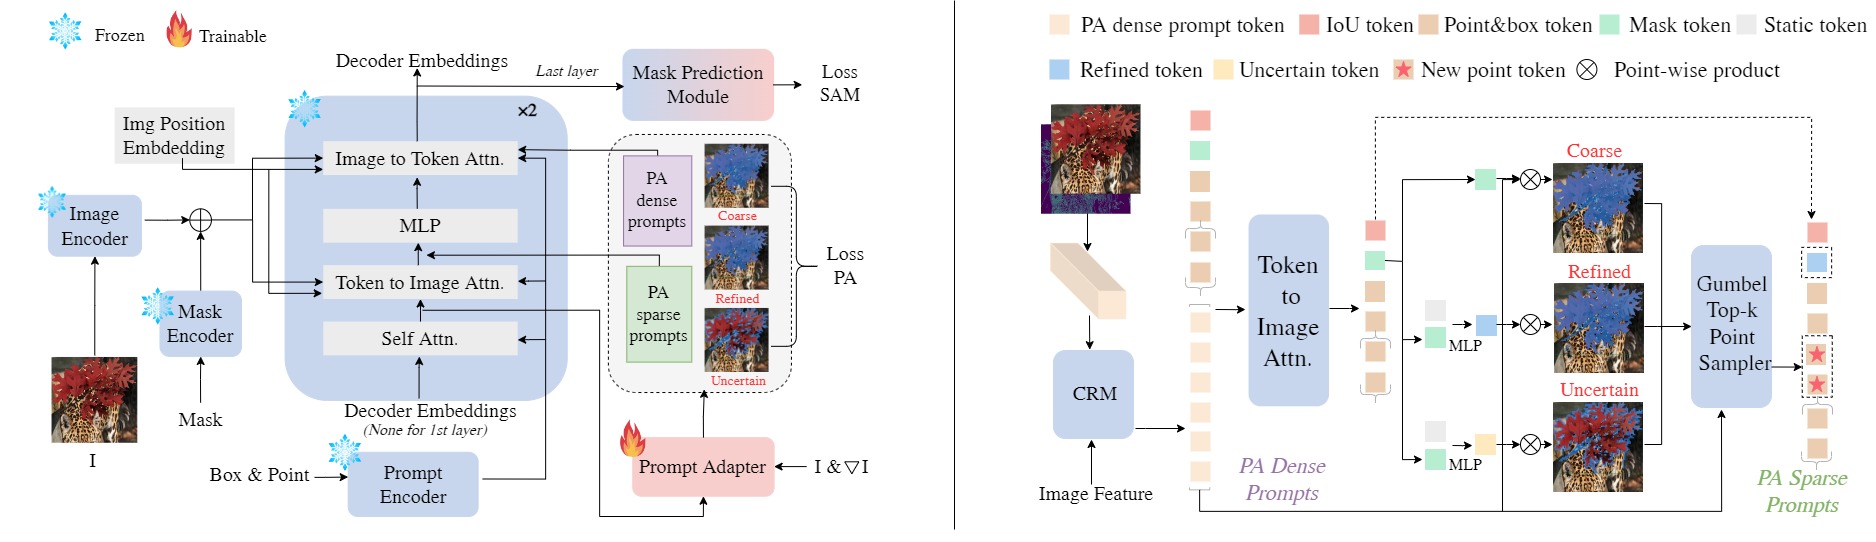 Frozen
Trainable
Decoder Embeddings
Last layer
Mask Prediction
Module
Loss
SAM
×2
Img Position
Embdedding
Image to Token Attn.
MLP
Token to Image Attn.
Self Attn.
Image
Encoder
Mask
Encoder
Mask
I
Decoder Embeddings
(None for 1st layer)
Box & Point
Prompt
Encoder
PA
dense
prompts
PA
sparse
prompts
Coarse
Refined
Uncertain
Loss
PA
Prompt Adapter
I & ▽I
PA dense prompt token
IoU token
Point&box token
Mask token
Static token
Refined token
Uncertain token
New point token
Point-wise product
CRM
Image Feature
Token
to
Image
Attn.
PA Dense
Prompts
MLP
MLP
Coarse
Refined
Uncertain
Gumbel
Top-k
Point
Sampler
PA Sparse
Prompts